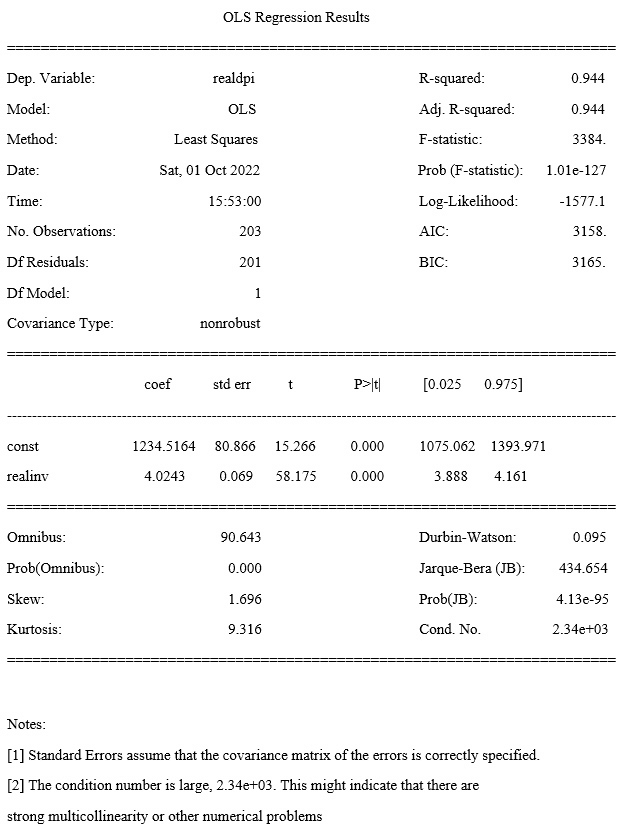 OLS Regression Results
==============================================================================
Dep. Variable: realdpi R-squared: 0.944
Model: OLS Adj. R-squared: 0.944
Method: Least Squares F-statistic: 3384.
Date: Sat, 01 Oct 2022 Prob (F-statistic): 1.01e-127
Time: 15:53:00 Log-Likelihood: -1577.1
No. Observations: 203 AIC: 3158.
Df Residuals: 201 BIC: 3165.
Df Model: 1
Covariance Type: nonrobust
==============================================================================
coef std err t P>|t| [0.025 0.975]
------------------------------------------------------------------------------
const 1234.5164 80.866 15.266 0.000 1075.062 1393.971
realinv 4.0243 0.069 58.175 0.000 3.888 4.161
==============================================================================
Omnibus: 90.643 Durbin-Watson: 0.095
Prob(Omnibus): 0.000 Jarque-Bera (JB): 434.654
Skew: 1.696 Prob(JB): 4.13e-95
Kurtosis: 9.316 Cond. No. 2.34e+03
==============================================================================
Notes:
[1] Standard Errors assume that the covariance matrix of the errors is correctly specified.
[2] The condition number is large, 2.34e+03. This might indicate that there are
strong multicollinearity or other numerical problems